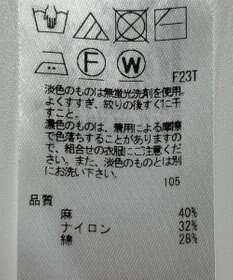 F W
F23T
淡色のものは無蛍光洗剤を使用。
よくすすぎ、絞りの後すぐ干
すこと。
濃色のものは、着用による摩擦
で色落ちすることがありますの
で、組合せの衣服にご注意くだ
さい。また、淡色のものとは別
にお洗い下さい。
105
品質
麻 40%
ナイロン 32%
綿 28%